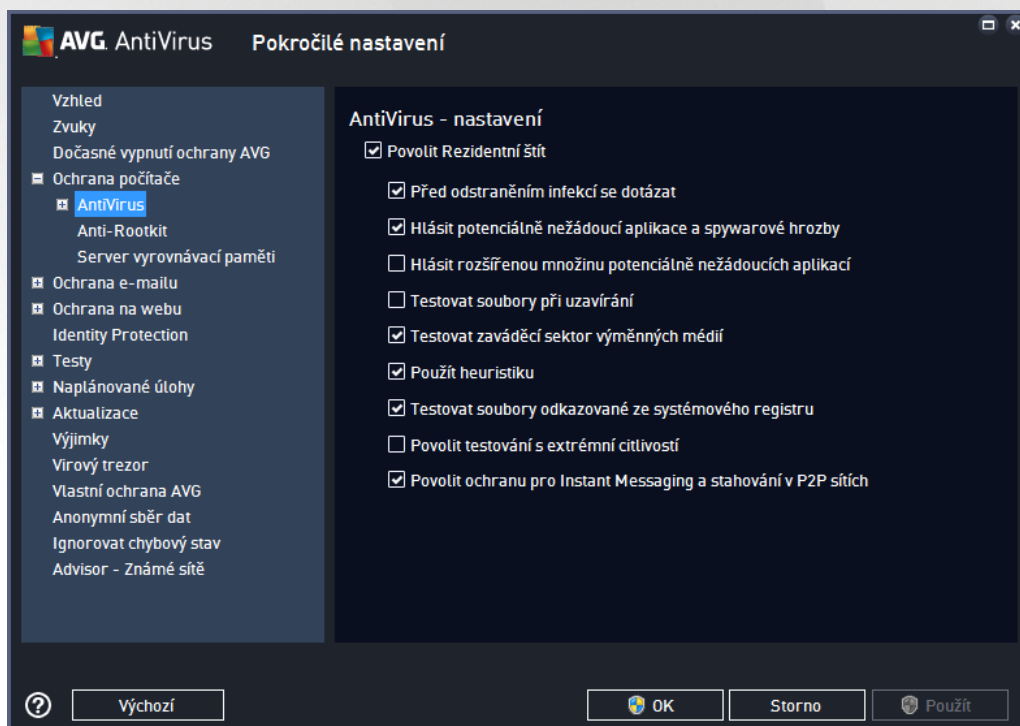 AVG. AntiVirus Pokročilé nastavení
Vzhled
Zvuky
Dočasné vypnutí ochrany AVG
Ochrana počítače
AntiVirus
Anti-Rootkit
Server vyrovnávací paměti
Ochrana e-mailu
Ochrana na webu
Identity Protection
Testy
Naplánované úlohy
Aktualizace
Výjimky
Virový trezor
Vlastní ochrana AVG
Anonymní sběr dat
Ignorovat chybový stav
Advisor - Známé sítě
AntiVirus - nastavení
Povolit Rezidentní štít
Před odstraněním infekcí se dotázat
Hlásit potenciálně nežádoucí aplikace a spywarové hrozby
Hlásit rozšířenou množinu potenciálně nežádoucích aplikací
Testovat soubory při uzavírání
Testovat zaváděcí sektor výměnných médií
Použít heuristiku
Testovat soubory odkazované ze systémového registru
Povolit testování s extrémní citlivostí
Povolit ochranu pro Instant Messaging a stahování v P2P sítích
? Výchozí OK Storno Použít